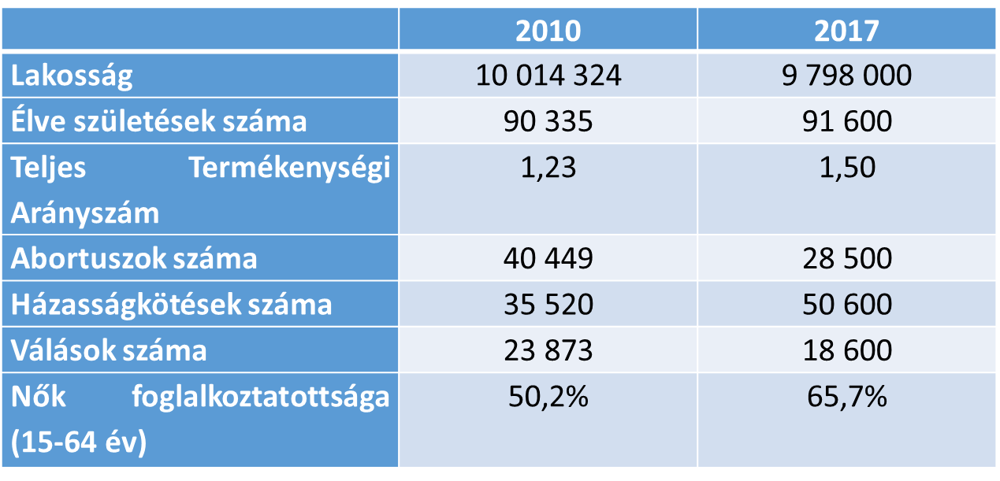 2010 2017
Lakosság 10 014 324 9 798 000
Élve születések száma 90 335 91 600
Teljes Termékenységi 1,23 1,50
Arányszám
Abortuszok száma 40 449 28 500
Házasságkötések száma 35 520 50 600
Válások száma 23 873 18 600
Nők foglalkoztatottsága 50,2% 65,7%
(15-64 év)